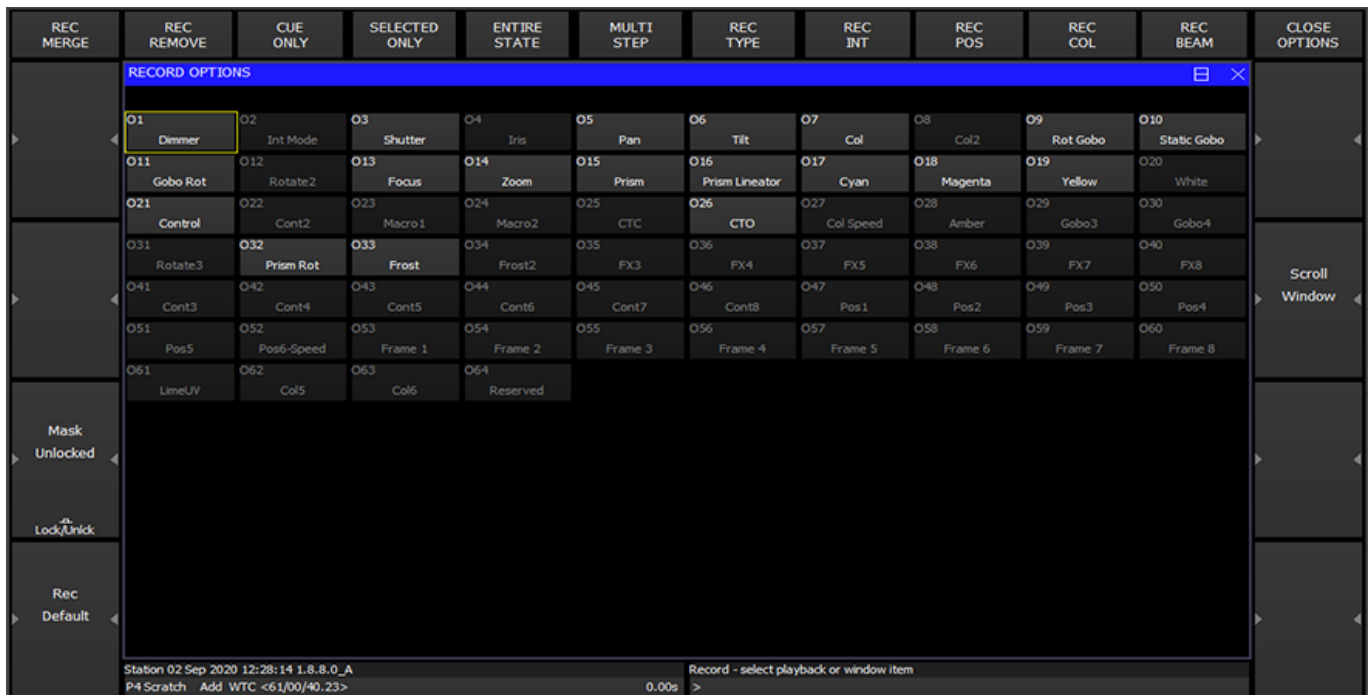 REC MERGE
REC REMOVE
CUE ONLY
SELECTED ONLY
ENTIRE STATE
MULTI STEP
REC TYPE
REC INT
REC POS
REC COL
REC BEAM
CLOSE OPTIONS
RECORD OPTIONS
O1 Dimmer
O2 Int Mode
O3 Shutter
O4 Iris
O5 Pan
O6 Tilt
O7 Col
O8 Col2
O9 Rot Gobo
O10 Static Gobo
O11 Gobo Rot
O12 Rotate2
O13 Focus
O14 Zoom
O15 Prism
O16 Prism Lineator
O17 Cyan
O18 Magenta
O19 Yellow
O20 White
O21 Control
O22 Cont2
O23 Macro1
O24 Macro2
O25 CTC
O26 CTO
O27 Col Speed
O28 Amber
O29 Gobo3
O30 Gobo4
O31 Rotate3
O32 Prism Rot
O33 Frost
O34 Frost2
O35 FX3
O36 FX4
O37 FX5
O38 FX6
O39 FX7
O40 FX8
O41 Cont3
O42 Cont4
O43 Cont5
O44 Cont6
O45 Cont7
O46 Cont8
O47 Pos1
O48 Pos2
O49 Pos3
O50 Pos4
O51 Pos5
O52 Pos6-Speed
O53 Frame 1
O54 Frame 2
O55 Frame 3
O56 Frame 4
O57 Frame 5
O58 Frame 6
O59 Frame 7
O60 Frame 8
O61 LimeUV
O62 Col5
O63 Col6
O64 Reserved
Scroll
Window
Mask
Unlocked
Lock/Unlck
Rec
Default
Station 02 Sep 2020 12:28:14 1.8.8.0_A
Record - select playback or window item
P4 Scratch Add WTC <61/00/40.23> 0.00s >